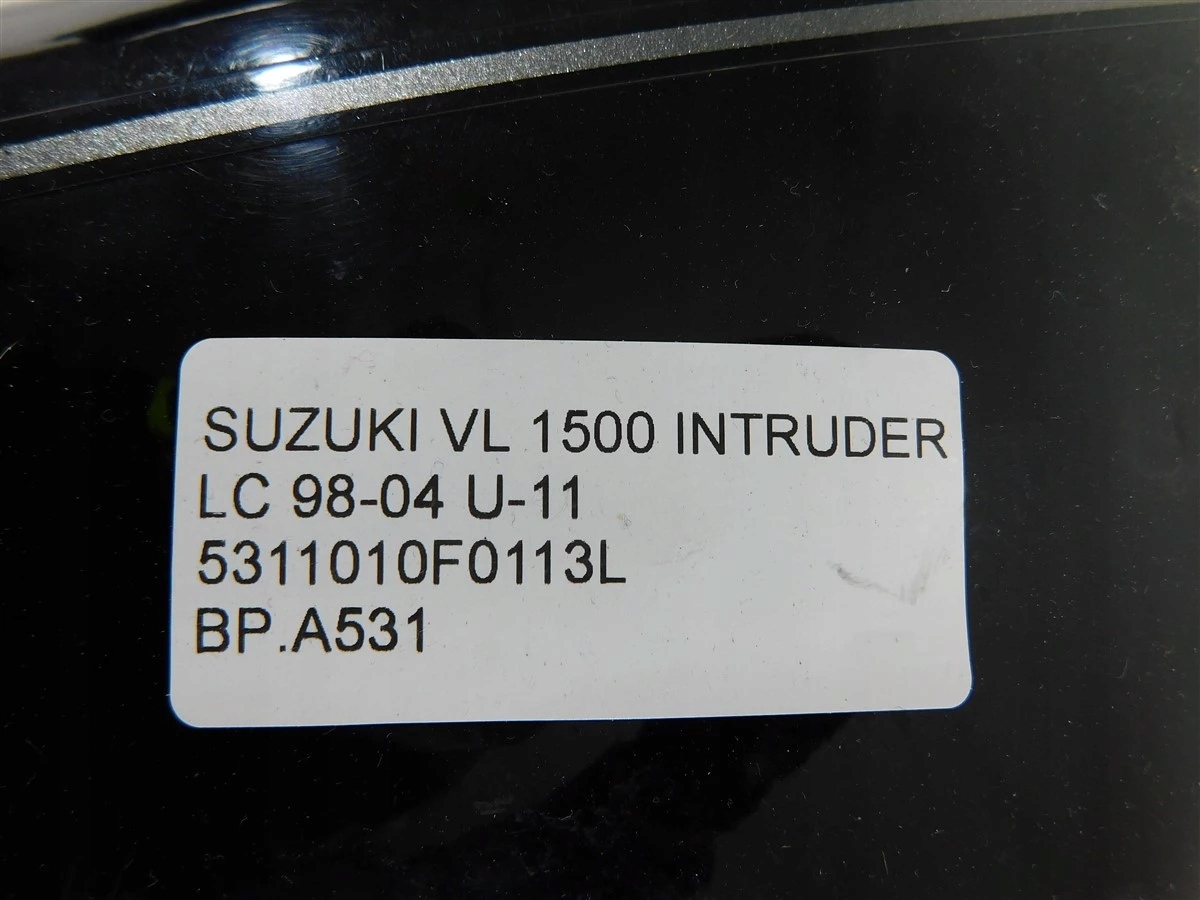 SUZUKI VL 1500 INTRUDER
LC 98-04 U-11
5311010F0113L
BP.A531